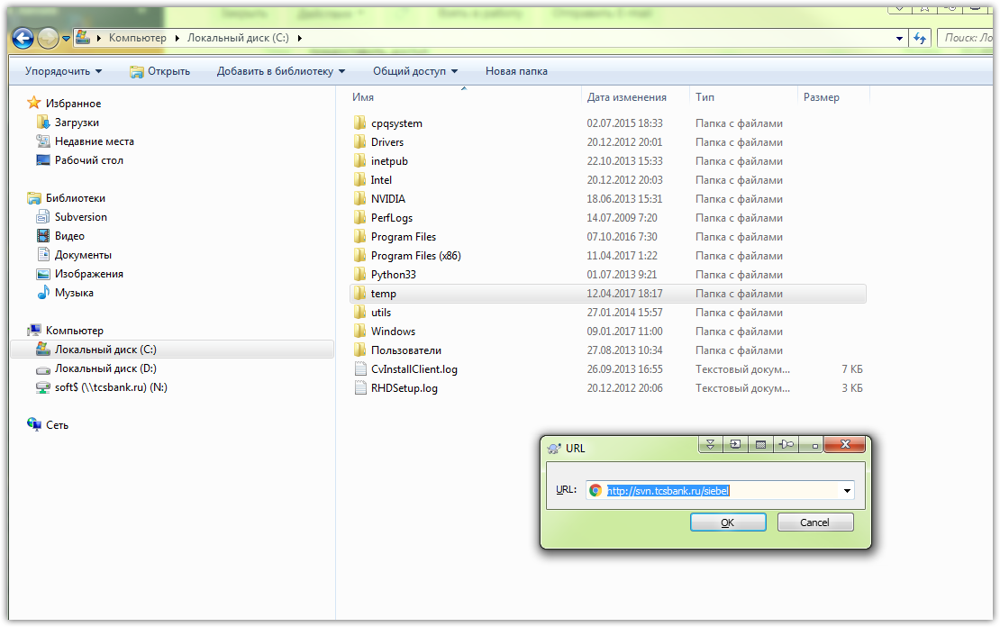 Закрыть Действия Взять в работу Отправить E-mail
Компьютер Локальный диск (C:) Поиск: Ло
Упорядочить Открыть Добавить в библиотеку Общий доступ Новая папка
Избранное
Загрузки
Недавние места
Рабочий стол
Библиотеки
Subversion
Видео
Документы
Изображения
Музыка
Компьютер
Локальный диск (C:)
Локальный диск (D:)
soft$ (\\tcsbank.ru) (N:)
Сеть
Имя Дата изменения Тип Размер
cpqsystem 02.07.2015 18:33 Папка с файлами
Drivers 20.12.2012 20:01 Папка с файлами
inetpub 22.10.2013 15:33 Папка с файлами
Intel 20.12.2012 20:03 Папка с файлами
NVIDIA 18.06.2013 15:31 Папка с файлами
PerfLogs 14.07.2009 7:20 Папка с файлами
Program Files 07.10.2016 7:30 Папка с файлами
Program Files (x86) 11.04.2017 1:22 Папка с файлами
Python33 01.07.2013 9:21 Папка с файлами
temp 12.04.2017 18:17 Папка с файлами
utils 27.01.2014 15:57 Папка с файлами
Windows 09.01.2017 11:00 Папка с файлами
Пользователи 27.08.2013 10:34 Папка с файлами
CvInstallClient.log 26.09.2013 16:55 Текстовый докум... 7 КБ
RHDSetup.log 20.12.2012 20:06 Текстовый докум... 3 КБ
URL
URL: http://svn.tcsbank.ru/siebel
OK Cancel